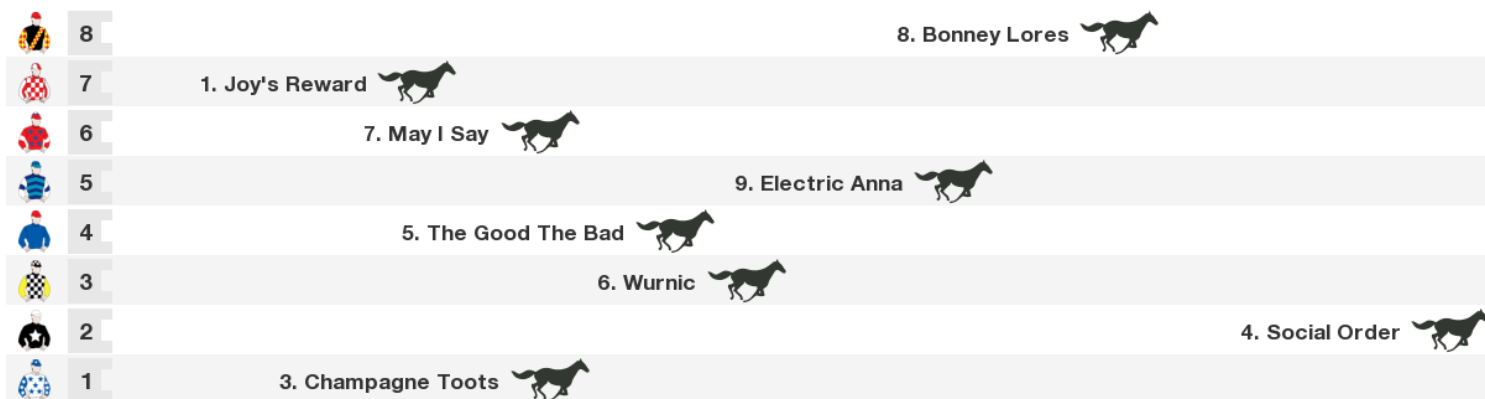 8 8. Bonney Lores
7 1. Joy's Reward
6 7. May I Say
5 9. Electric Anna
4 5. The Good The Bad
3 6. Wurnic
2 4. Social Order
1 3. Champagne Toots